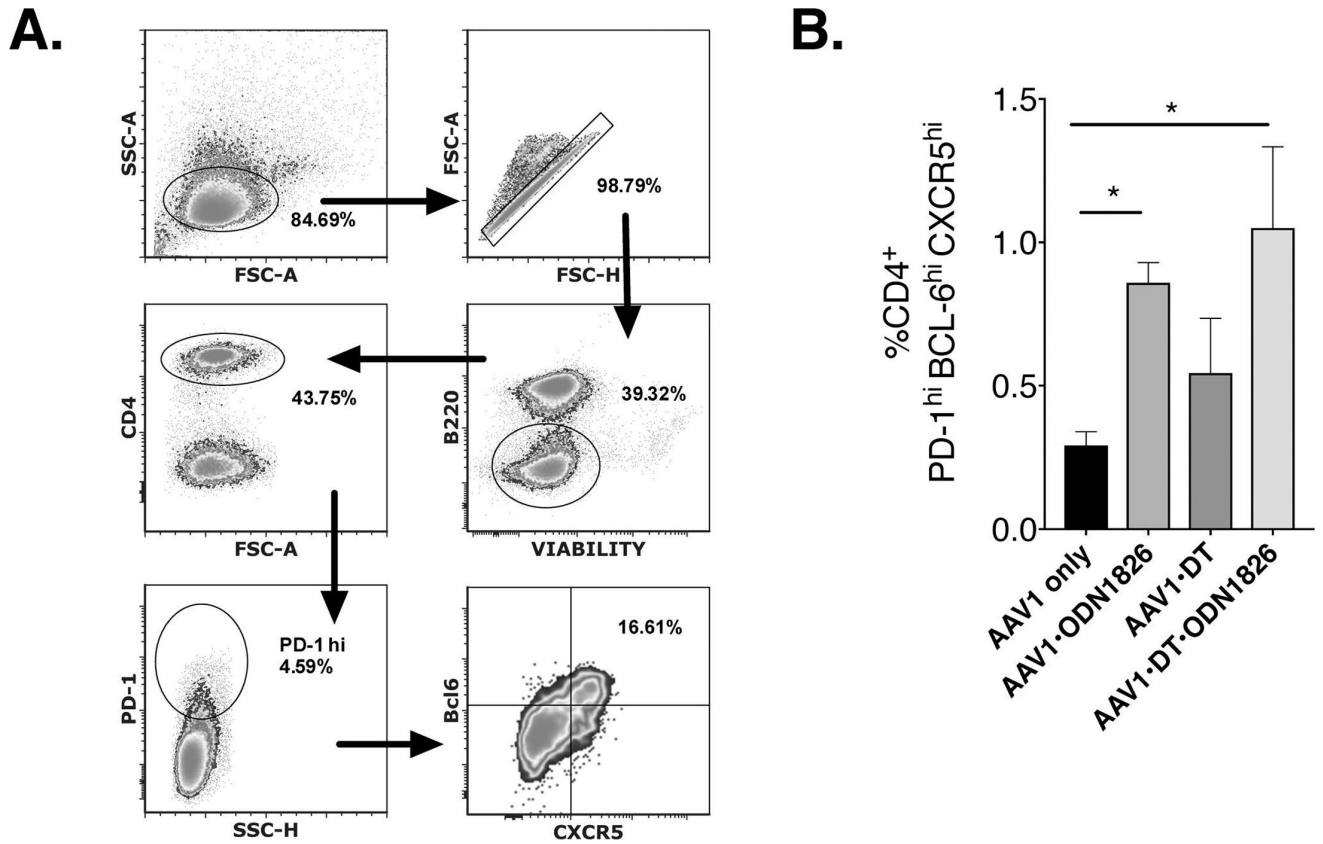 A.
SSC-A
84.69%
FSC-A
FSC-A
98.79%
FSC-H
CD4
43.75%
FSC-A
B220
39.32%
VIABILITY
PD-1
PD-1 hi
4.59%
SSC-H
Bcl6
16.61%
CXCR5
B.
%CD4+
PD-1hi BCL-6hi CXCR5hi
1.5
1.0
0.5
0.0
*
*
AAV1 only
AAV1•ODN1826
AAV1•DT
AAV1•DT•ODN1826